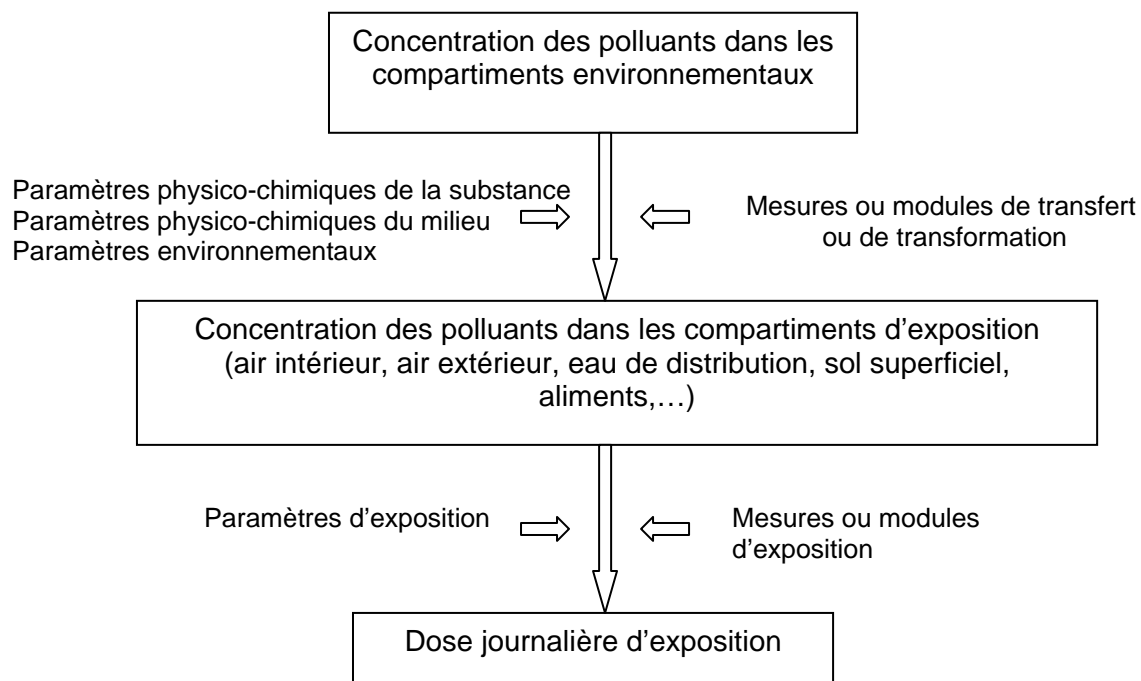 Concentration des polluants dans les
compartiments environnementaux
Paramètres physico-chimiques de la substance
Paramètres physico-chimiques du milieu
Paramètres environnementaux
Mesures ou modules de transfert
ou de transformation
Concentration des polluants dans les compartiments d’exposition
(air intérieur, air extérieur, eau de distribution, sol superficiel,
aliments,…)
Paramètres d’exposition
Mesures ou modules
d’exposition
Dose journalière d’exposition